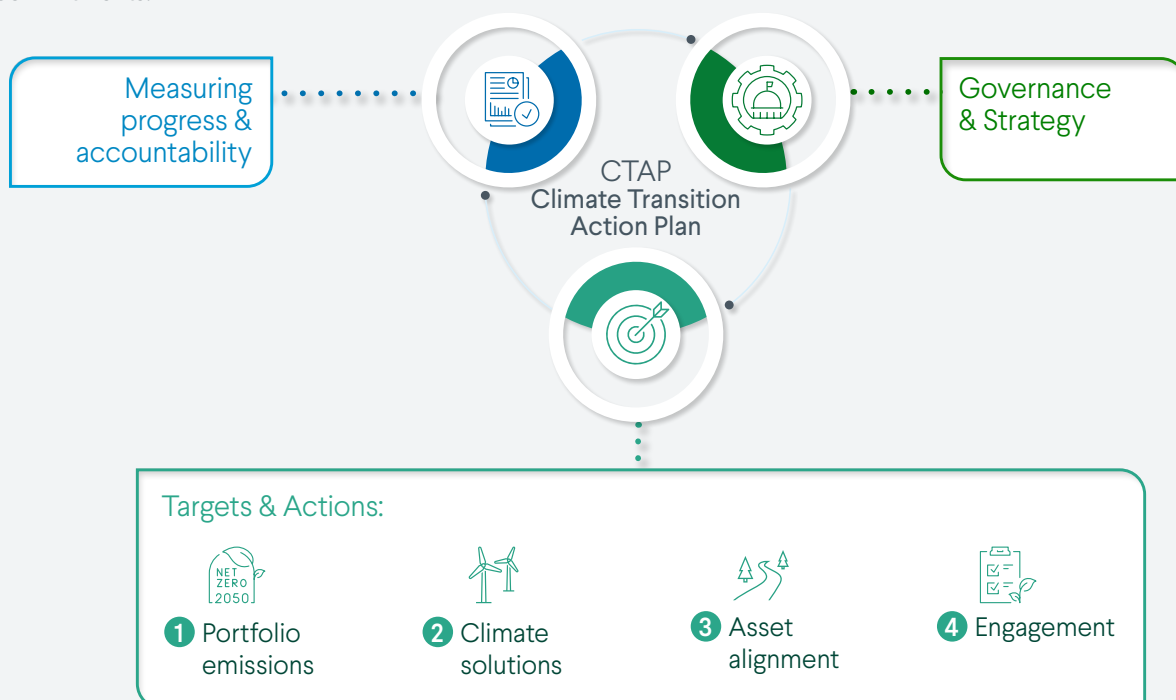 Measuring
progress &
accountability
Governance
& Strategy
CTAP
Climate Transition
Action Plan
Targets & Actions:
NET
ZERO
2050
1 Portfolio
emissions
2 Climate
solutions
3 Asset
alignment
4 Engagement